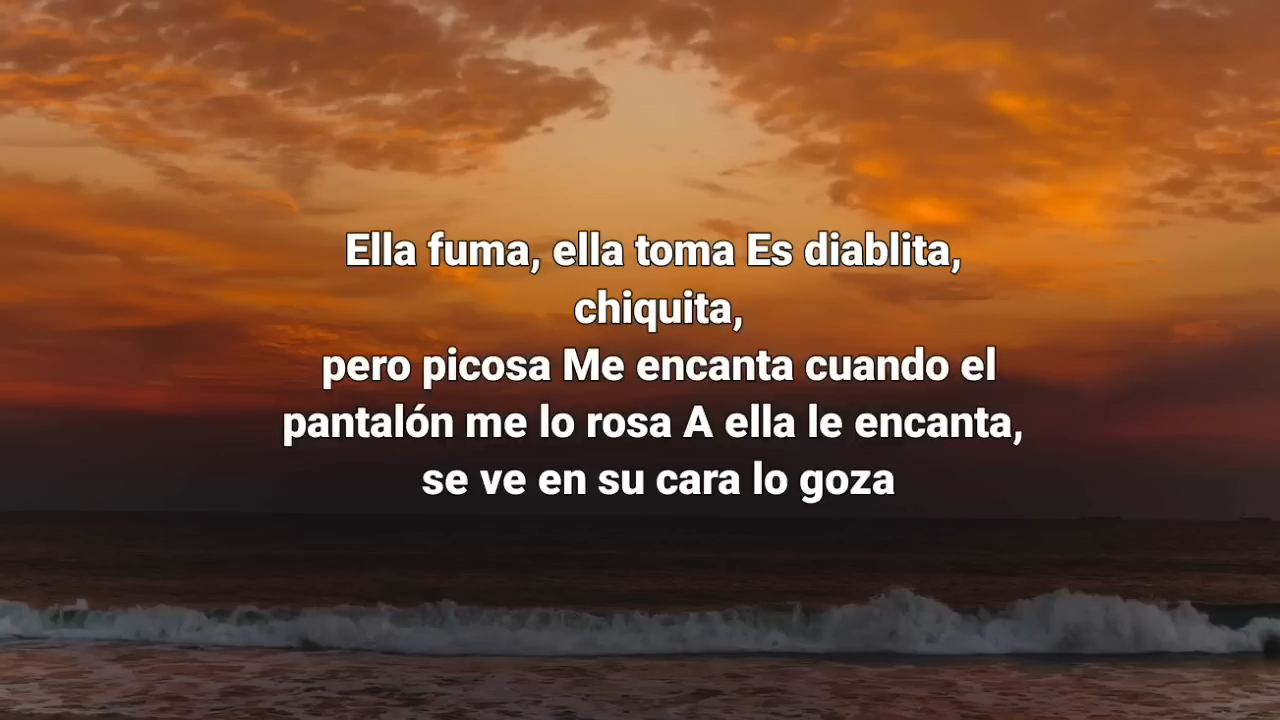 Ella fuma, ella toma Es diablita,
chiquita,
pero picosa Me encanta cuando el
pantalón me lo rosa A ella le encanta,
se ve en su cara lo goza